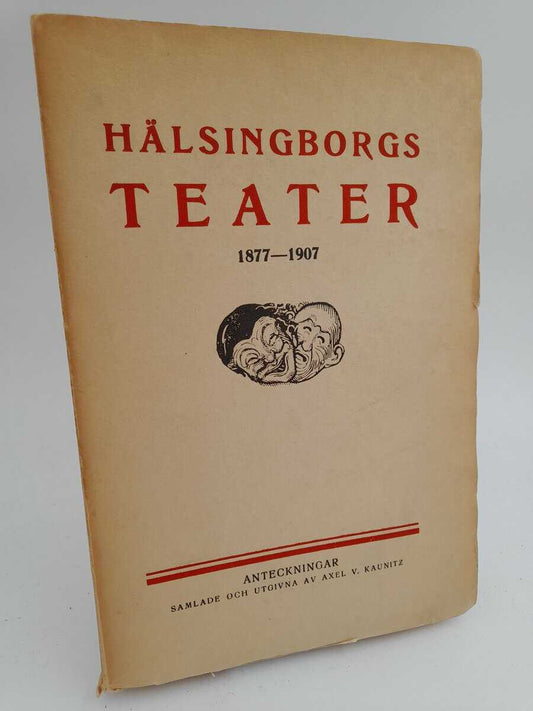 HÄLSINGBORGS
TEATER
1877—1907
ANTECKNINGAR
SAMLADE OCH UTGIVNA AV AXEL V. KAUNITZ